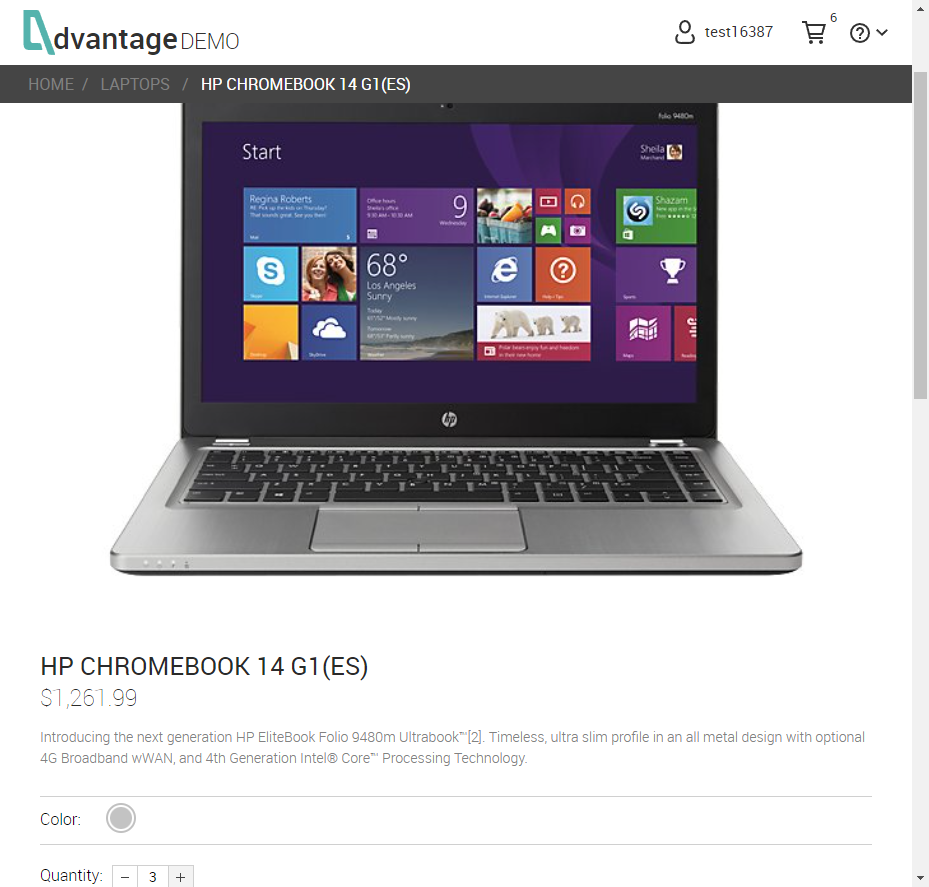 dvantage DEMO
test16387
6
HOME / LAPTOPS / HP CHROMEBOOK 14 G1(ES)
Folio 9480m
Start
Sheila
Marchand
Regina Roberts
RE: Pick up the kids on Thursday?
That sounds great. See you then!
Mail
3
Office hours
Sheila's office
9:30 AM - 10:30 AM
9
Wednesday
Shazam
Skype
68°
Los Angeles
Sunny
Today
Tomorrow
Weather
Internet Explorer
Help + Tips
Sports
Desktop
SkyDrive
Polar bears enjoy fun and freedom
in their new home
Maps
hp
HP CHROMEBOOK 14 G1(ES)
$1,261.99
Introducing the next generation HP EliteBook Folio 9480m Ultrabook™[2]. Timeless, ultra slim profile in an all metal design with optional
4G Broadband wWAN, and 4th Generation Intel® Core™ Processing Technology.
Color:
Quantity: − 3 +